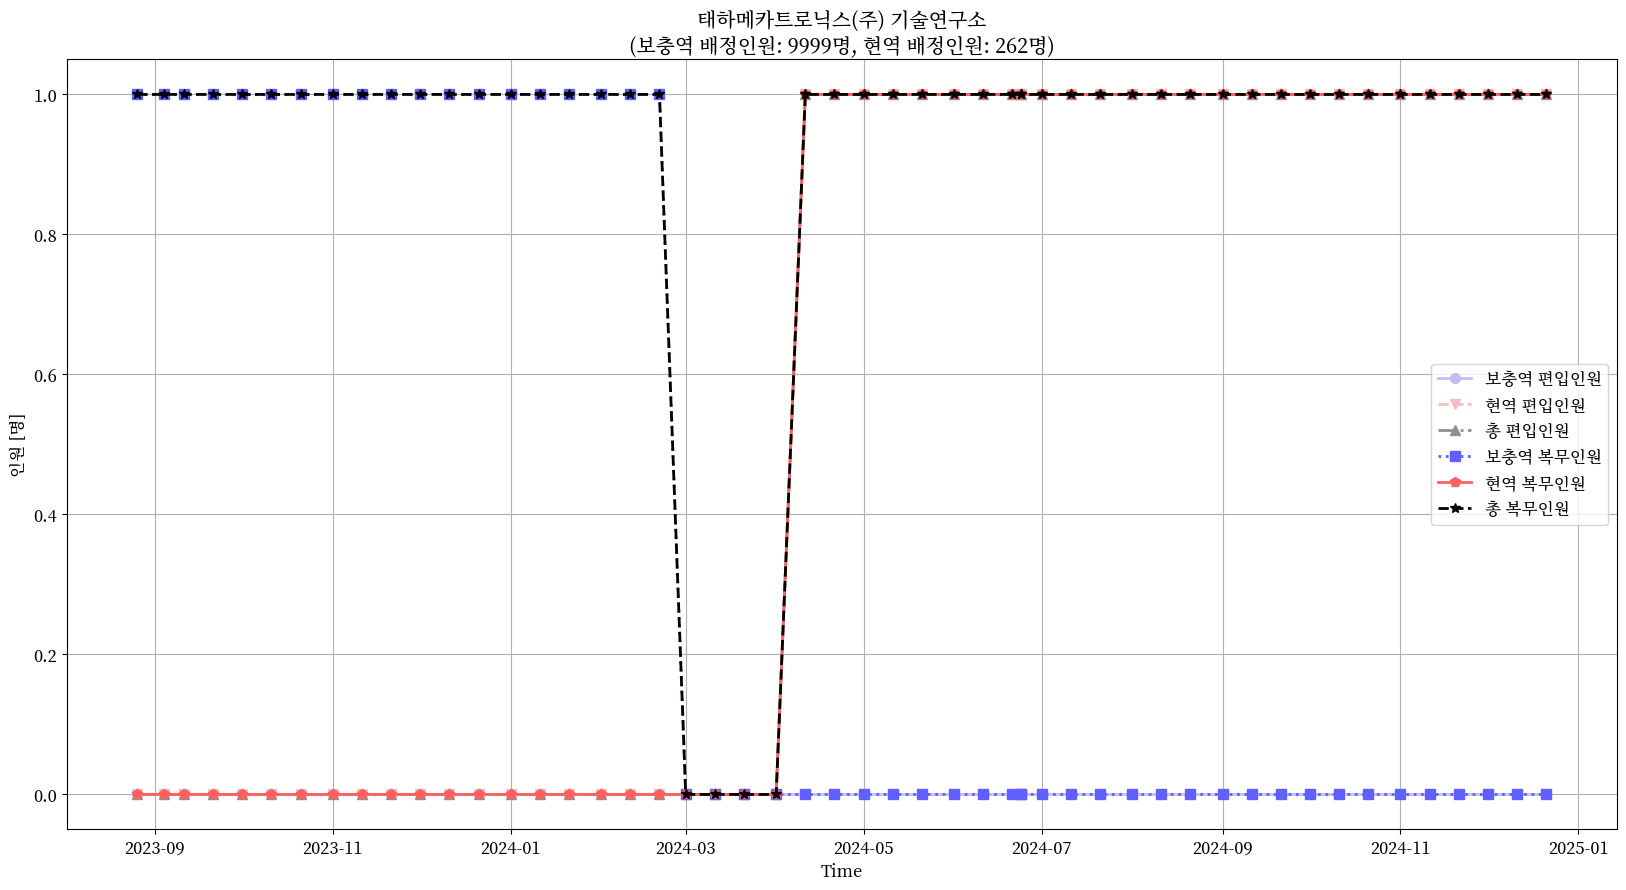 태하메카트로닉스(주) 기술연구소
(보충역 배정인원: 9999명, 현역 배정인원: 262명)
인원 [명]
1.0
0.8
0.6
0.4
0.2
0.0
보충역 편입인원
현역 편입인원
총 편입인원
보충역 복무인원
현역 복무인원
총 복무인원
2023-09 2023-11 2024-01 2024-03 2024-05 2024-07 2024-09 2024-11 2025-01
Time